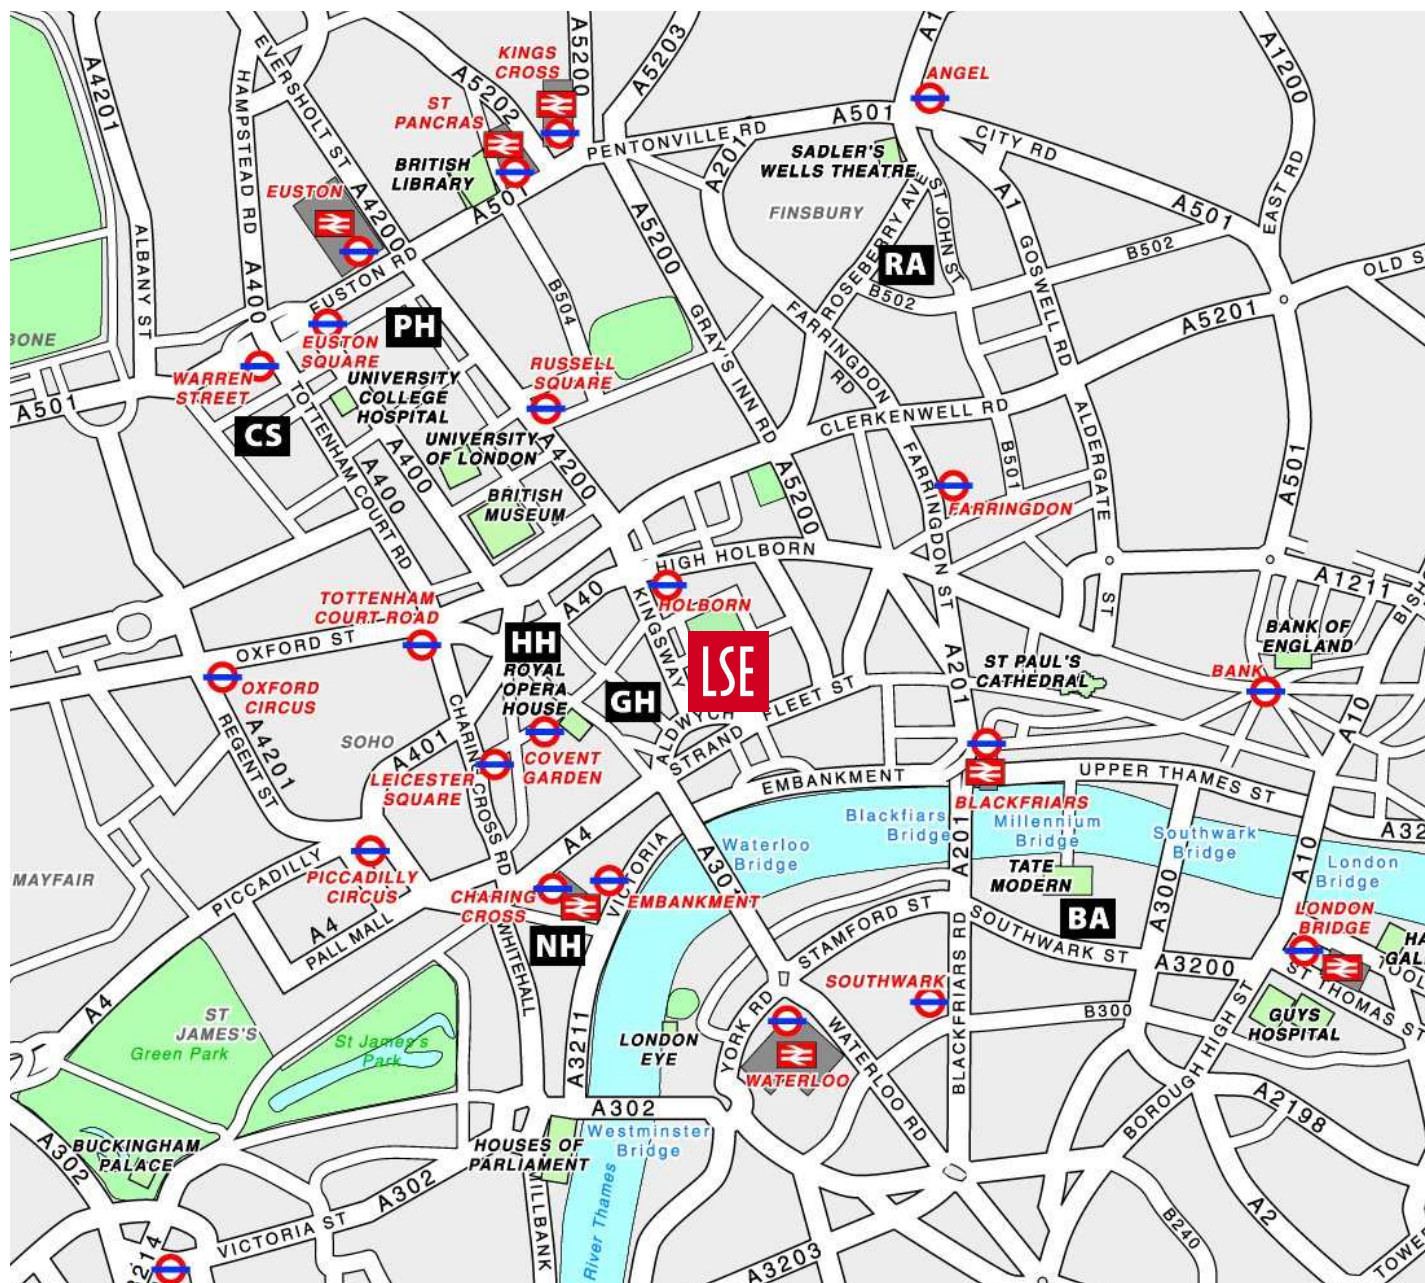 KINGS
CROSS
A5200
A5203
A1
A1200
A4201
EVERSHOLT ST
HAMPSTEAD RD
A5202
ST
PANCRAS
ANGEL
A501
CITY RD
PENTONVILLE RD
A201
SADLER'S
WELLS THEATRE
BRITISH
LIBRARY
EUSTON
A501
A4200
A5200
FINSBURY
ROSEBERRY AVE
ST JOHN ST
A1
A501
EAST RD
ALBANY ST
A400
EUSTON RD
B504
RA
B502
B502
GOSWELL RD
OLD S
BONE
PH
EUSTON
SQUARE
WARREN
STREET
UNIVERSITY
COLLEGE
HOSPITAL
RUSSELL
SQUARE
GRAY'S INN RD
FARRINGDON
RD
A5201
A501
CS
TOTTENHAM COURT RD
A400
A400
UNIVERSITY
OF LONDON
A4200
CLERKENWELL RD
ALDERGATE
ST
B501
A501
BRITISH
MUSEUM
A5200
FARRINGDON ST
FARRINGDON
HIGH HOLBORN
A1211
BIS
TOTTENHAM
COURT ROAD
A40
HOLBORN
KINGSWAY
OXFORD ST
HH
LSE
A201
ST PAUL'S
CATHEDRAL
BANK OF
ENGLAND
BANK
OXFORD
CIRCUS
ROYAL
OPERA
HOUSE
GH
ALDWYCH
FLEET ST
STRAND
A10
REGENT ST
A4201
SOHO
A401
CHARING CROSS RD
LEICESTER
SQUARE
COVENT
GARDEN
EMBANKMENT
UPPER THAMES ST
BLACKFRIARS
Blackfiars
Bridge
Millennium
Bridge
Southwark
Bridge
A32
A4
Waterloo
Bridge
A301
A201
A10
London
Bridge
MAYFAIR
PICCADILLY
PICCADILLY
CIRCUS
TATE
MODERN
A300
CHARING
CROSS
VICTORIA
EMBANKMENT
A4
PALL MALL
NH
WHITEHALL
STAMFORD ST
BLACKFRIARS RD
SOUTHWARK ST
BA
A3200
LONDON
BRIDGE
HA
GAL
TOOL
ST THOMAS ST
SOUTHWARK
A4
ST
JAMES'S
Green Park
St James's
Park
A3211
LONDON
EYE
YORK RD
WATERLOO
WATERLOO RD
B300
GUYS
HOSPITAL
BOROUGH HIGH ST
A302
Westminster
Bridge
A2198
A302
BUCKINGHAM
PALACE
HOUSES OF
PARLIAMENT
A302
VICTORIA ST
MILLBANK
River Thames
A3214
A3203
B240
A2
TOWE